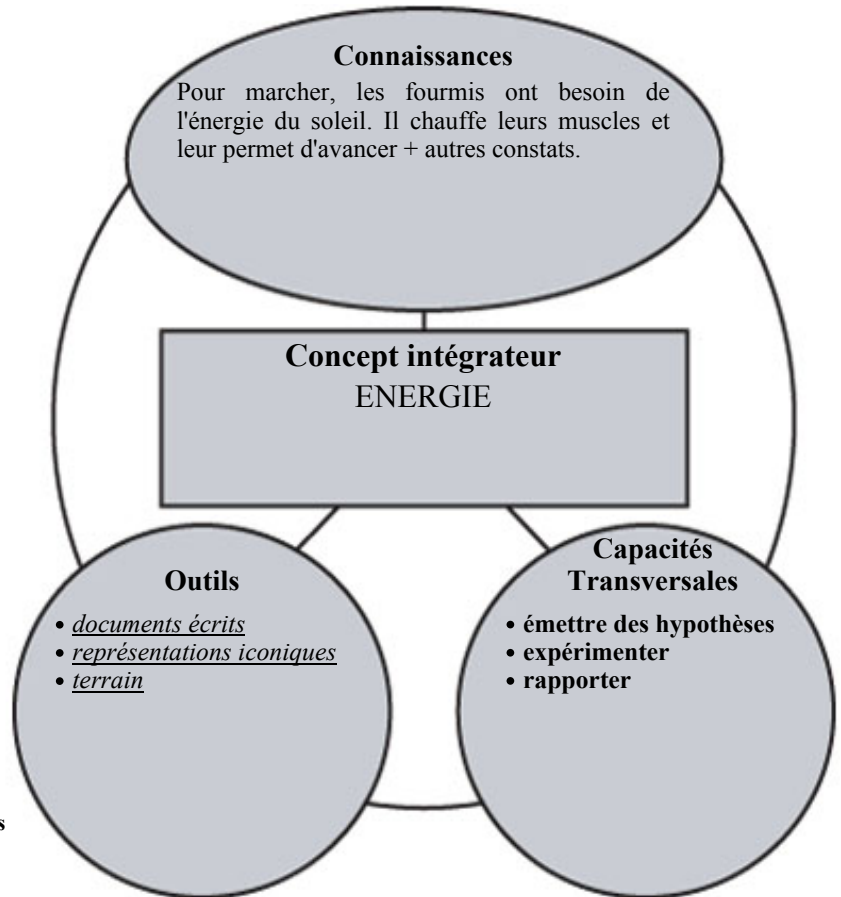 Connaissances
Pour marcher, les fourmis ont besoin de
l'énergie du soleil. Il chauffe leurs muscles et
leur permet d'avancer + autres constats.
Concept intégrateur
ENERGIE
Outils
• documents écrits
• représentations iconiques
• terrain
Capacités
Transversales
• émettre des hypothèses
• expérimenter
• rapporter
s